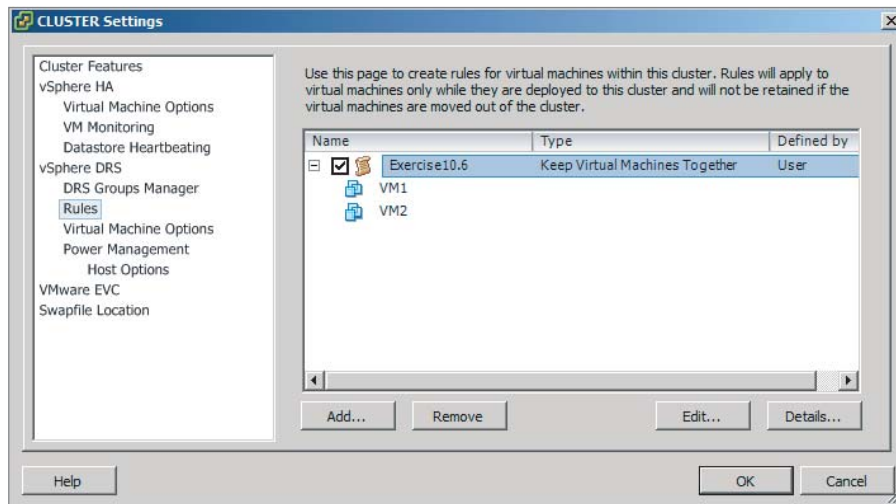 CLUSTER Settings
Cluster Features
vSphere HA
Virtual Machine Options
VM Monitoring
Datastore Heartbeating
vSphere DRS
DRS Groups Manager
Rules
Virtual Machine Options
Power Management
Host Options
VMware EVC
Swapfile Location
Use this page to create rules for virtual machines within this cluster. Rules will apply to
virtual machines only while they are deployed to this cluster and will not be retained if the
virtual machines are moved out of the cluster.
Name Type Defined by
Exercise10.6 Keep Virtual Machines Together User
VM1
VM2
Add... Remove Edit... Details...
Help OK Cancel